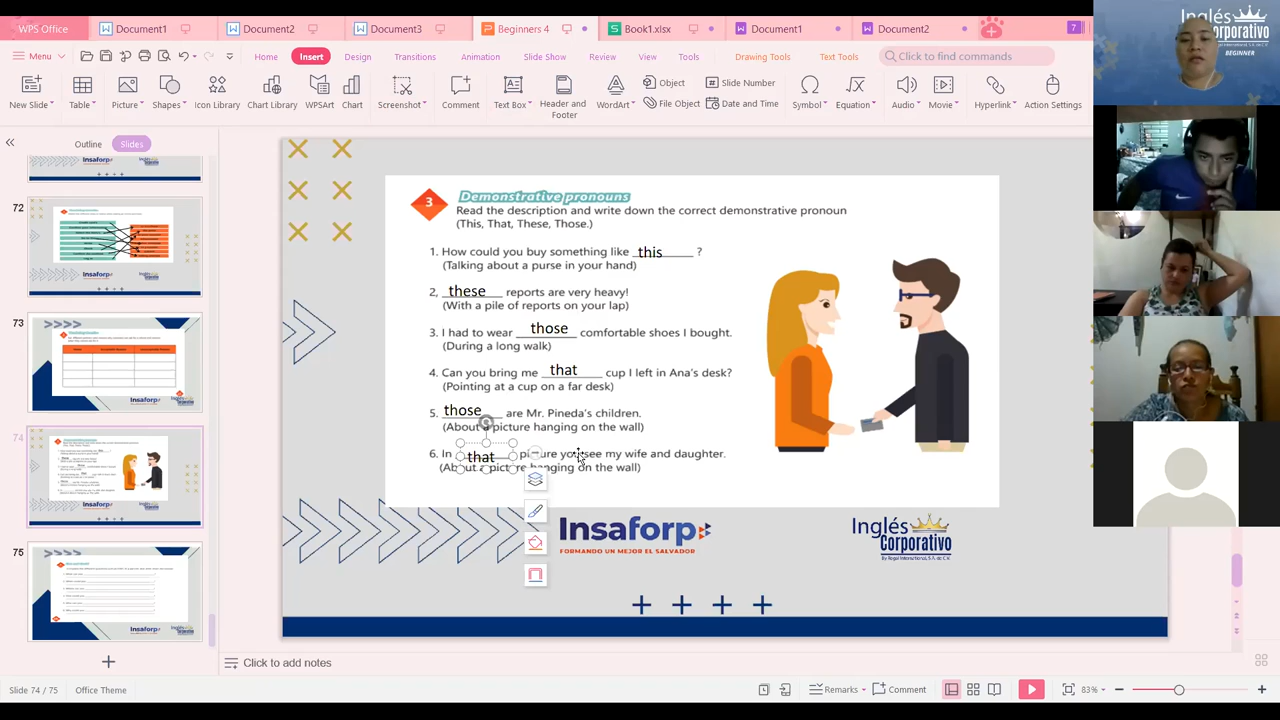 WPS Office
Document1
Document2
Document3
Beginners 4
Book1.xlsx
Document1
Document2
7
Menu
Home
Insert
Design
Transitions
Animation
Slide Show
Review
View
Tools
Drawing Tools
Text Tools
Click to find commands
New Slide
Table
Picture
Shapes
Icon Library
Chart Library
WPSArt
Chart
Screenshot
Comment
Text Box
Header and Footer
WordArt
Object
File Object
Slide Number
Date and Time
Symbol
Equation
Audio
Movie
Hyperlink
Action Settings
Outline
Slides
72
73
74
75
3
Demonstrative pronouns
Read the description and write down the correct demonstrative pronoun
(This, That, These, Those.)
1. How could you buy something like this ?
(Talking about a purse in your hand)
2, these reports are very heavy!
(With a pile of reports on your lap)
3. I had to wear those comfortable shoes I bought.
(During a long walk)
4. Can you bring me that cup I left in Ana's desk?
(Pointing at a cup on a far desk)
5. those are Mr. Pineda's children.
(About a picture hanging on the wall)
6. In that picture you see my wife and daughter.
(About a picture hanging on the wall)
Insaforp
FORMANDO UN MEJOR EL SALVADOR
Inglés
Corporativo
By Regal International, S.A. de C.V.
Click to add notes
Slide 74 / 75
Office Theme
Remarks
Comment
83%
Inglés
Corporativo
By Regal International, S.A. de C.V.
BEGINNER